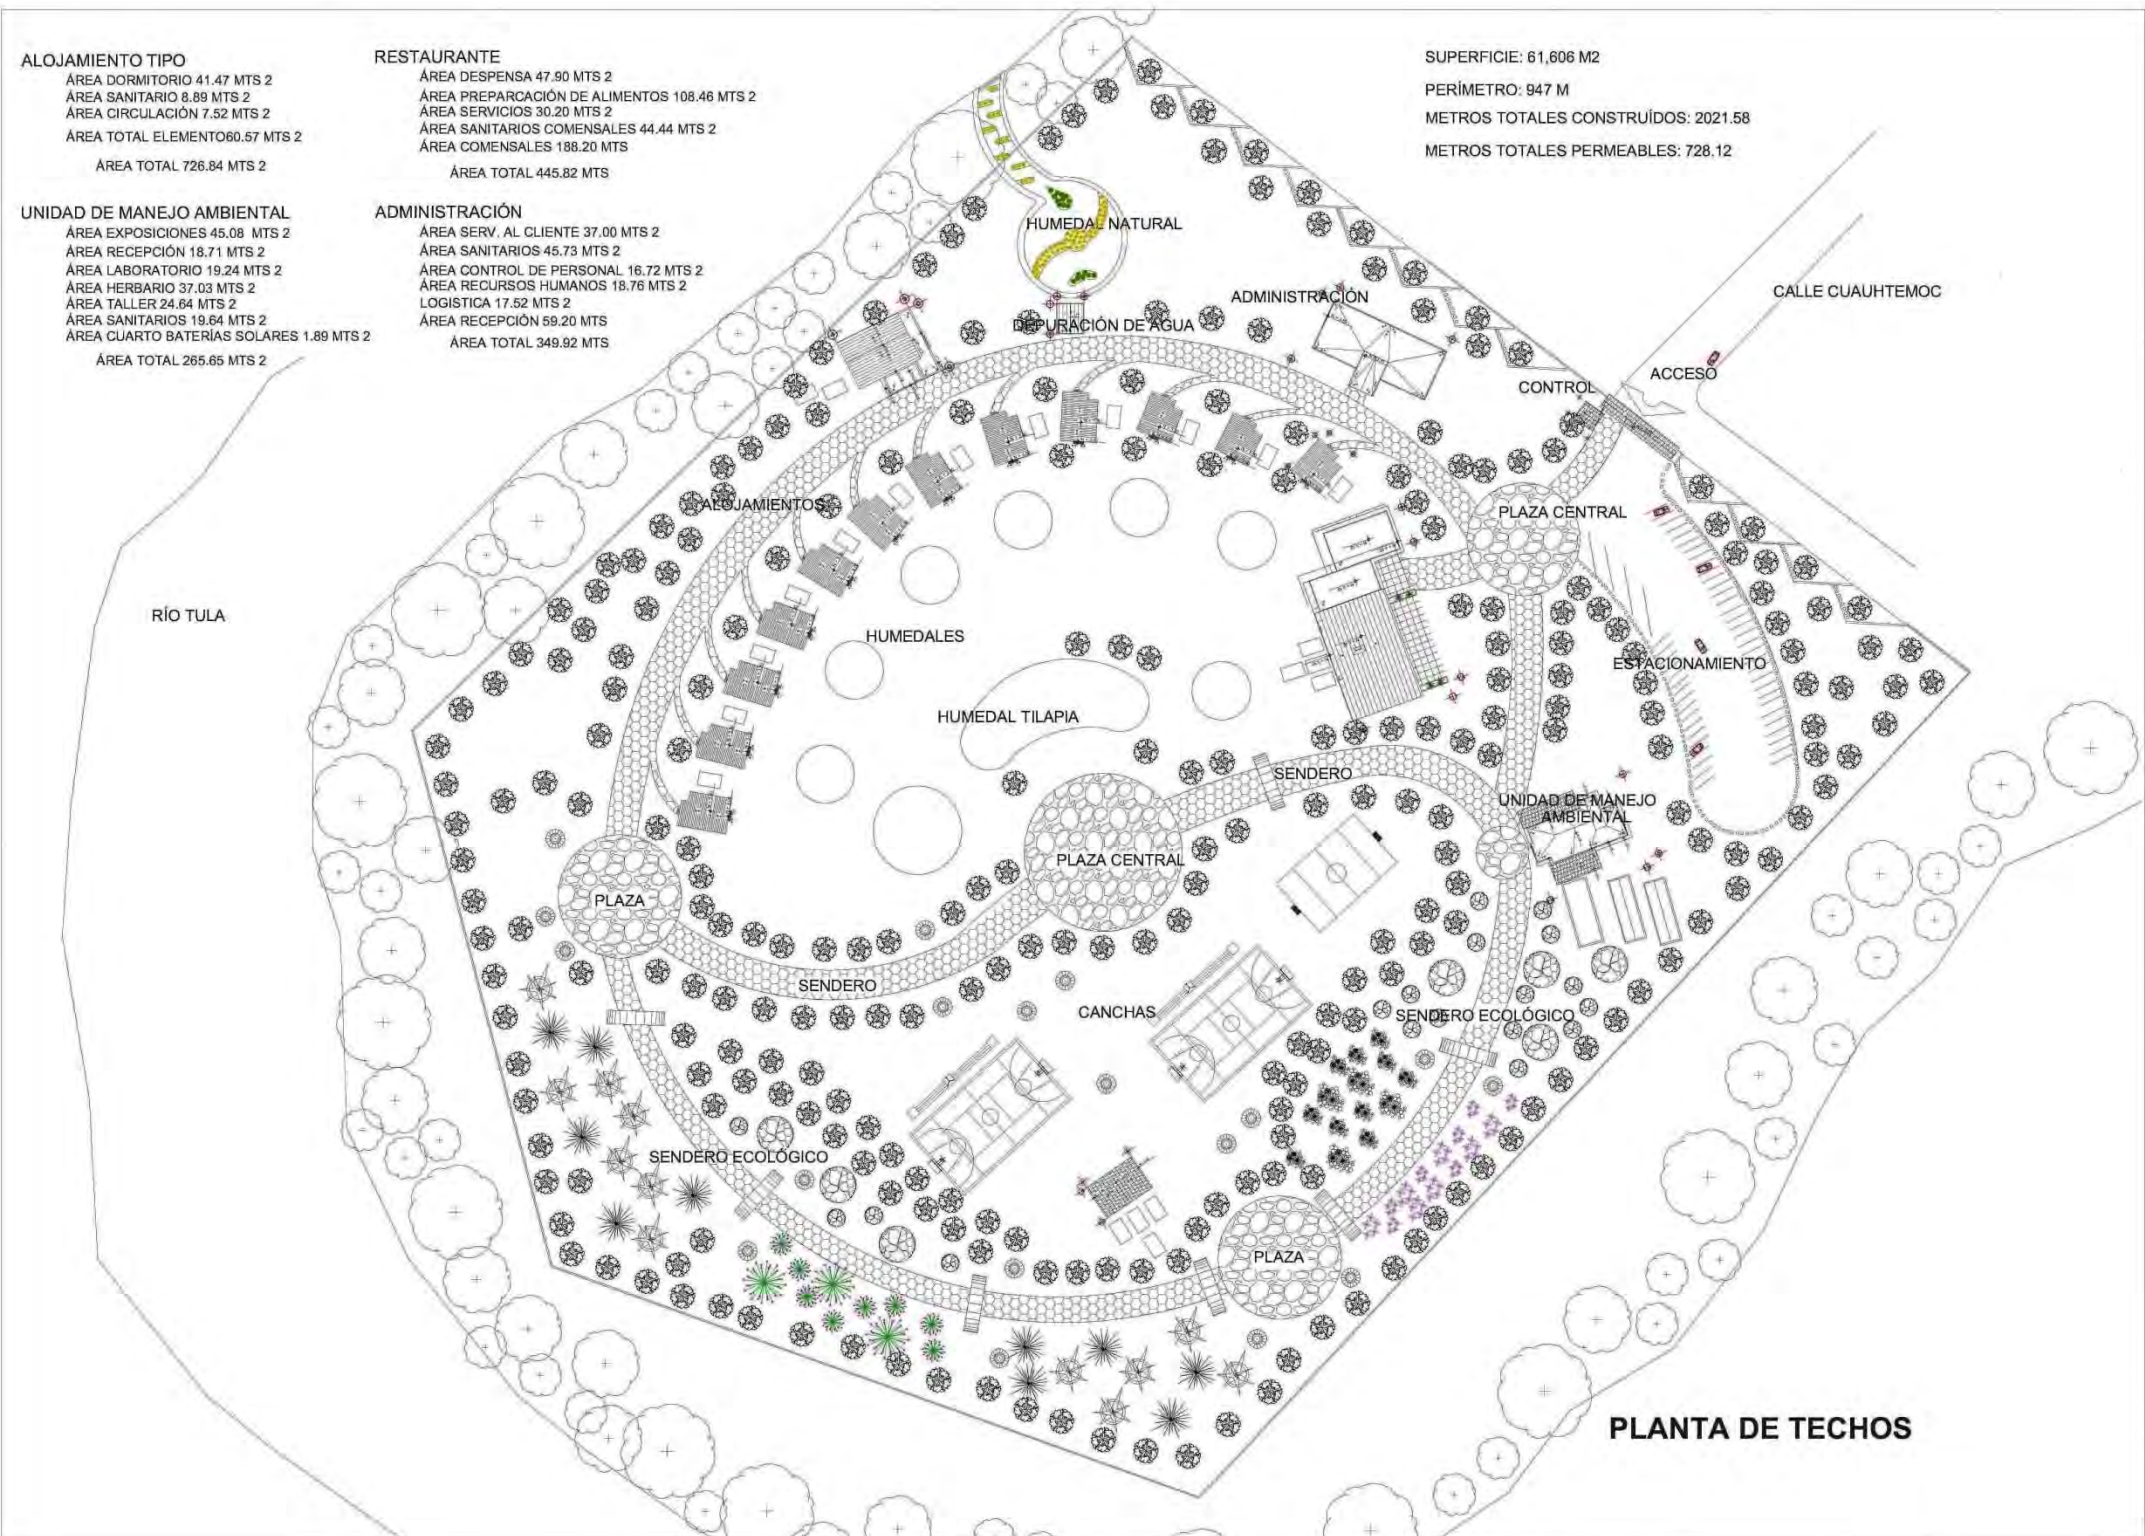 ALOJAMIENTO TIPO
ÁREA DORMITORIO 41.47 MTS 2
ÁREA SANITARIO 8.89 MTS 2
ÁREA CIRCULACIÓN 7.52 MTS 2
ÁREA TOTAL ELEMENTO60.57 MTS 2
ÁREA TOTAL 726.84 MTS 2
RESTAURANTE
ÁREA DESPENSA 47.90 MTS 2
ÁREA PREPARCACIÓN DE ALIMENTOS 108.46 MTS 2
ÁREA SERVICIOS 30.20 MTS 2
ÁREA SANITARIOS COMENSALES 44.44 MTS 2
ÁREA COMENSALES 188.20 MTS
ÁREA TOTAL 445.82 MTS
UNIDAD DE MANEJO AMBIENTAL
ÁREA EXPOSICIONES 45.08 MTS 2
ÁREA RECEPCIÓN 18.71 MTS 2
ÁREA LABORATORIO 19.24 MTS 2
ÁREA HERBARIO 37.03 MTS 2
ÁREA TALLER 24.64 MTS 2
ÁREA SANITARIOS 19.64 MTS 2
ÁREA CUARTO BATERÍAS SOLARES 1.89 MTS 2
ÁREA TOTAL 265.65 MTS 2
ADMINISTRACIÓN
ÁREA SERV. AL CLIENTE 37.00 MTS 2
ÁREA SANITARIOS 45.73 MTS 2
ÁREA CONTROL DE PERSONAL 16.72 MTS 2
ÁREA RECURSOS HUMANOS 18.76 MTS 2
LOGISTICA 17.52 MTS 2
ÁREA RECEPCIÓN 59.20 MTS
ÁREA TOTAL 349.92 MTS
SUPERFICIE: 61,606 M2
PERÍMETRO: 947 M
METROS TOTALES CONSTRUÍDOS: 2021.58
METROS TOTALES PERMEABLES: 728.12
HUMEDAL NATURAL
CALLE CUAUHTEMOC
ADMINISTRACIÓN
DEPURACIÓN DE AGUA
ACCESO
CONTROL
ALOJAMIENTOS
PLAZA CENTRAL
RÍO TULA
HUMEDALES
ESTACIONAMIENTO
HUMEDAL TILAPIA
SENDERO
UNIDAD DE MANEJO
AMBIENTAL
PLAZA CENTRAL
PLAZA
SENDERO
CANCHAS
SENDERO ECOLÓGICO
SENDERO ECOLÓGICO
PLAZA
PLANTA DE TECHOS